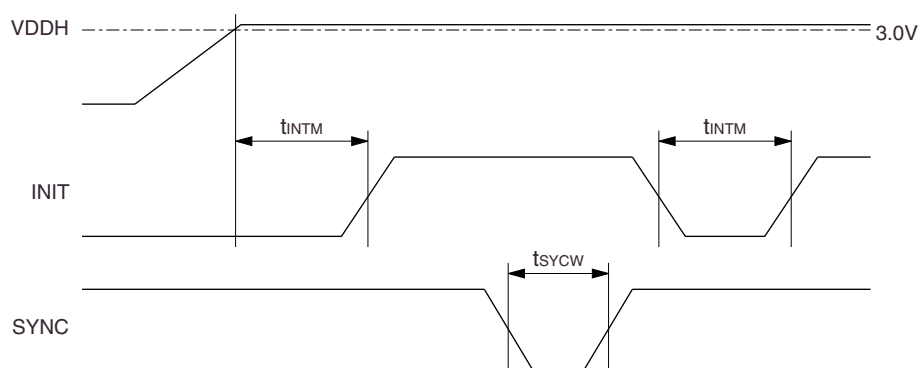 VDDH
3.0V
tINTM
tINTM
INIT
tSYCW
SYNC